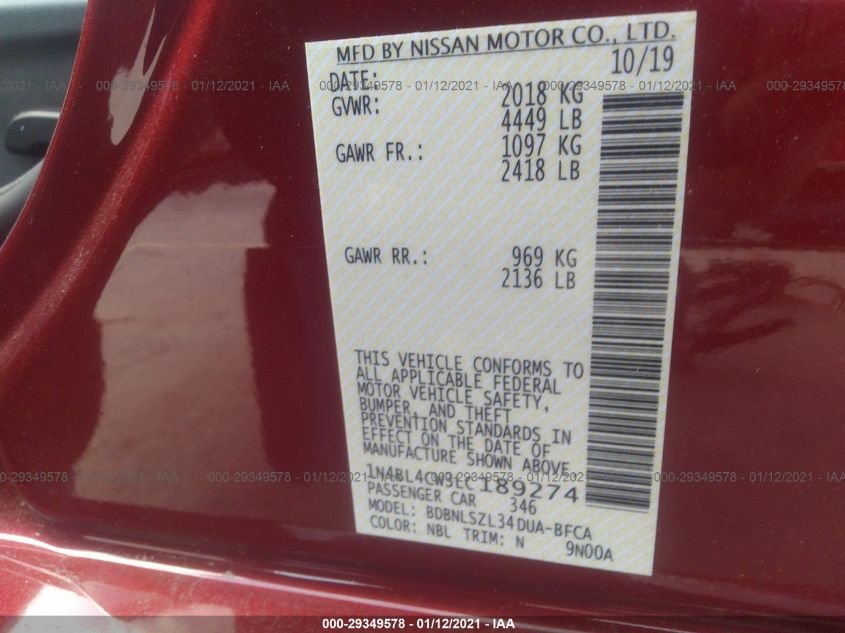 MFD BY NISSAN MOTOR CO., LTD.
DATE: 10/19
GVWR: 2018 KG
4449 LB
GAWR FR.: 1097 KG
2418 LB
GAWR RR.: 969 KG
2136 LB
THIS VEHICLE CONFORMS TO
ALL APPLICABLE FEDERAL
MOTOR VEHICLE SAFETY,
BUMPER, AND THEFT
PREVENTION STANDARDS IN
EFFECT ON THE DATE OF
MANUFACTURE SHOWN ABOVE
1N4BL4CW3LC189274
PASSENGER CAR 346
MODEL: BDBNLSZL34DUA-BFCA
COLOR: NBL TRIM: N 9N00A
000-29349578 - 01/12/2021 - IAA